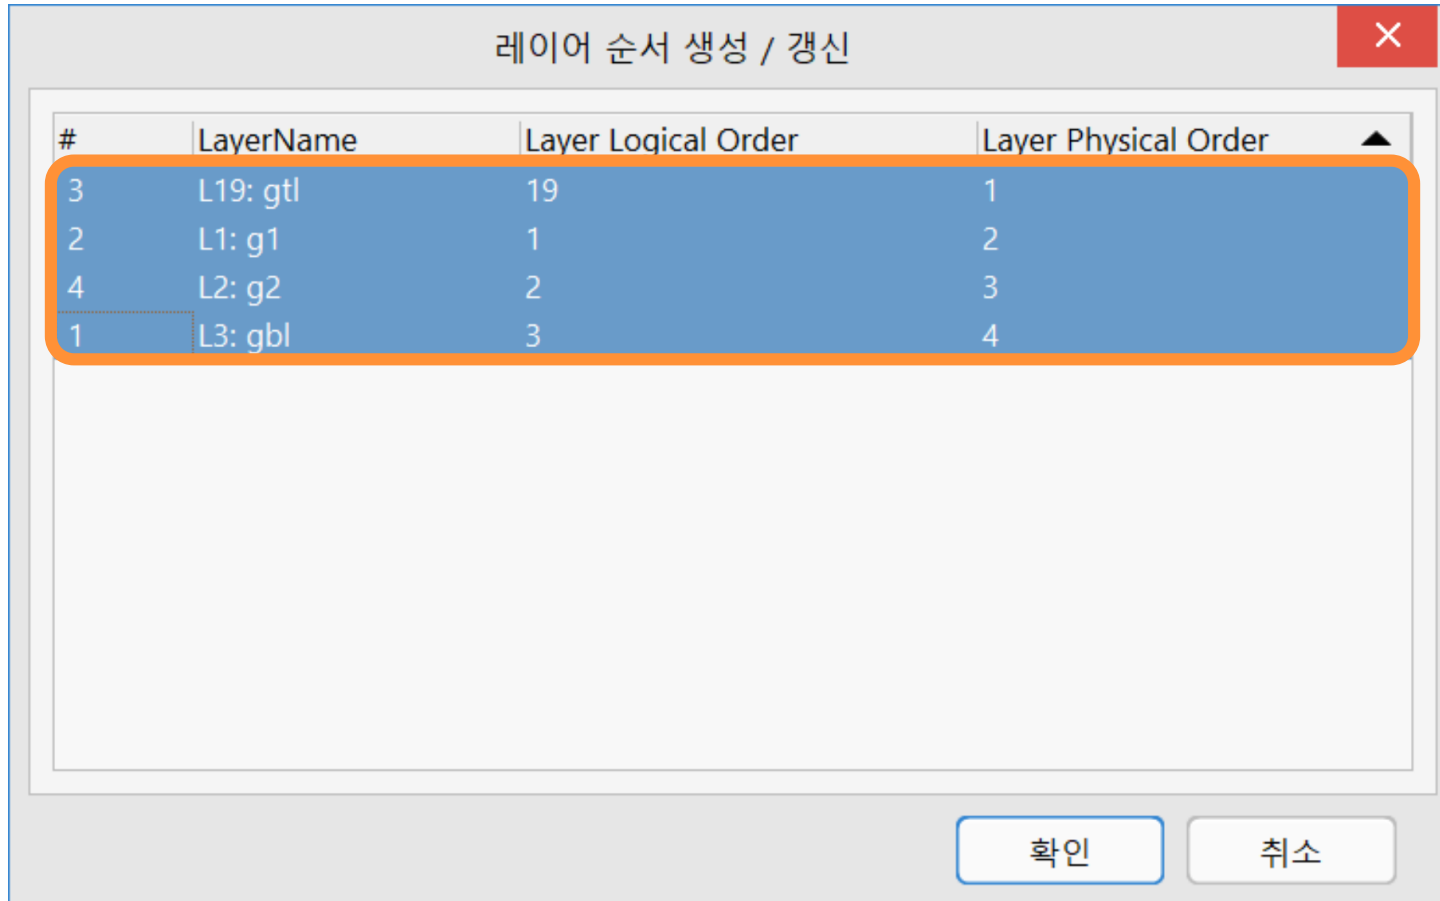 레이어 순서 생성 / 갱신
# LayerName Layer Logical Order Layer Physical Order
3 L19: gtl 19 1
2 L1: g1 1 2
4 L2: g2 2 3
1 L3: gbl 3 4
확인 취소